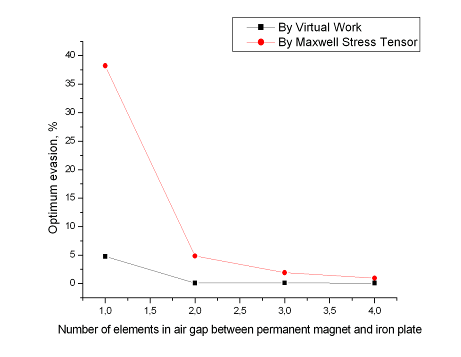 By Virtual Work
By Maxwell Stress Tensor
40
35
30
25
20
15
10
5
0
Optimum evasion, %
1,0 1,5 2,0 2,5 3,0 3,5 4,0
Number of elements in air gap between permanent magnet and iron plate